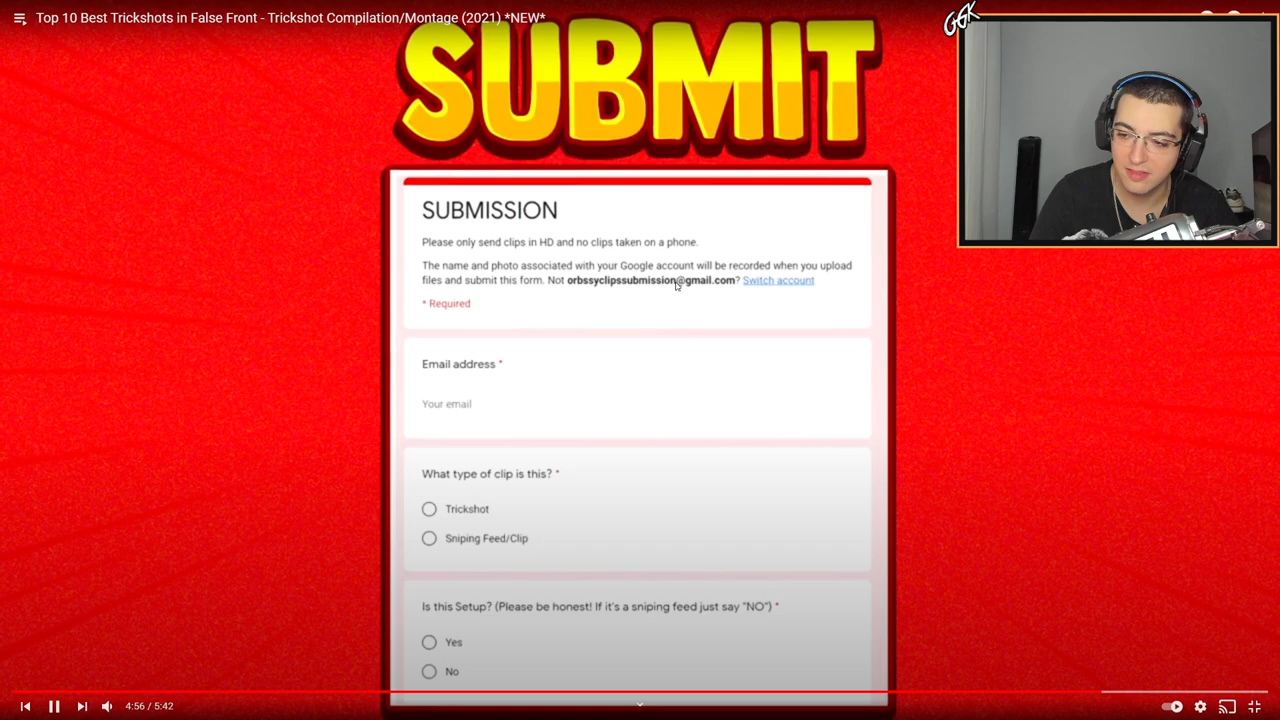 Top 10 Best Trickshots in False Front - Trickshot Compilation/Montage (2021) *NEW*
GGK
SUBMIT
SUBMISSION
Please only send clips in HD and no clips taken on a phone.
The name and photo associated with your Google account will be recorded when you upload
files and submit this form. Not orbssyclipssubmission@gmail.com? Switch account
* Required
Email address *
Your email
What type of clip is this? *
Trickshot
Sniping Feed/Clip
Is this Setup? (Please be honest! If it's a sniping feed just say "NO") *
Yes
No
4:56 / 5:42